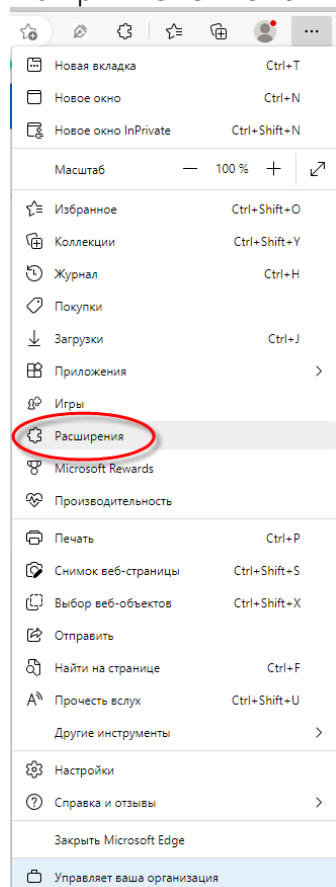 Новая вкладка Ctrl+T
Новое окно Ctrl+N
Новое окно InPrivate Ctrl+Shift+N
Масштаб — 100 % +
Избранное Ctrl+Shift+O
Коллекции Ctrl+Shift+Y
Журнал Ctrl+H
Покупки
Загрузки Ctrl+J
Приложения
Игры
Расширения
Microsoft Rewards
Производительность
Печать Ctrl+P
Снимок веб-страницы Ctrl+Shift+S
Выбор веб-объектов Ctrl+Shift+X
Отправить
Найти на странице Ctrl+F
Прочесть вслух Ctrl+Shift+U
Другие инструменты
Настройки
Справка и отзывы
Закрыть Microsoft Edge
Управляет ваша организация